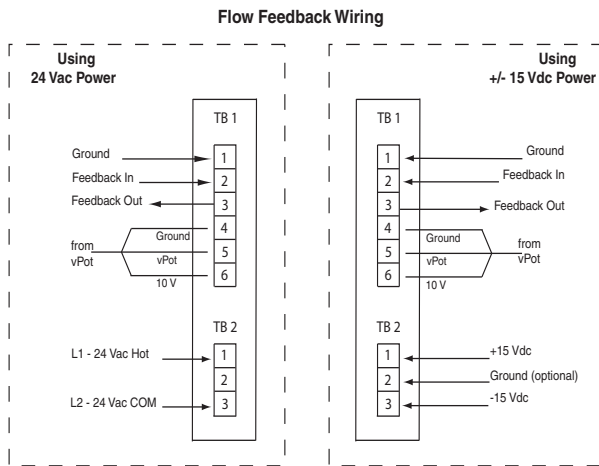 Flow Feedback Wiring
Using
24 Vac Power
TB 1
Ground
1
Feedback In
2
Feedback Out
3
4
Ground
from
vPot
5
vPot
6
10 V
TB 2
L1 - 24 Vac Hot
1
2
L2 - 24 Vac COM
3
Using
+/- 15 Vdc Power
TB 1
1
Ground
2
Feedback In
3
Feedback Out
4
Ground
from
vPot
5
vPot
6
10 V
TB 2
1
+15 Vdc
2
Ground (optional)
3
-15 Vdc